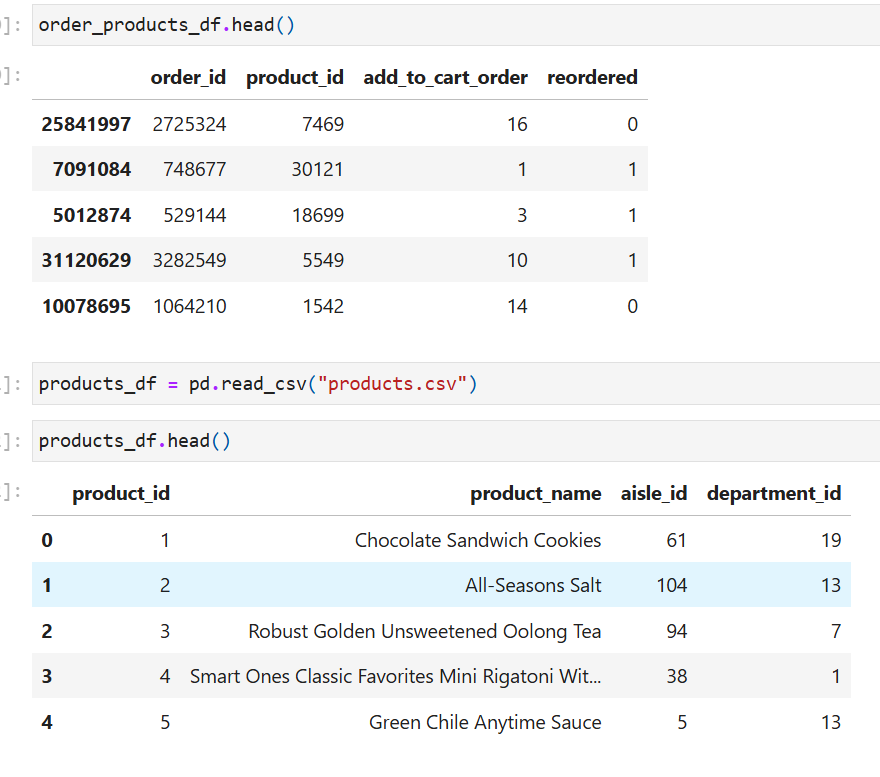 ]: order_products_df.head()
]: order_id product_id add_to_cart_order reordered
25841997 2725324 7469 16 0
7091084 748677 30121 1 1
5012874 529144 18699 3 1
31120629 3282549 5549 10 1
10078695 1064210 1542 14 0
]: products_df = pd.read_csv("products.csv")
]: products_df.head()
]: product_id product_name aisle_id department_id
0 1 Chocolate Sandwich Cookies 61 19
1 2 All-Seasons Salt 104 13
2 3 Robust Golden Unsweetened Oolong Tea 94 7
3 4 Smart Ones Classic Favorites Mini Rigatoni Wit... 38 1
4 5 Green Chile Anytime Sauce 5 13